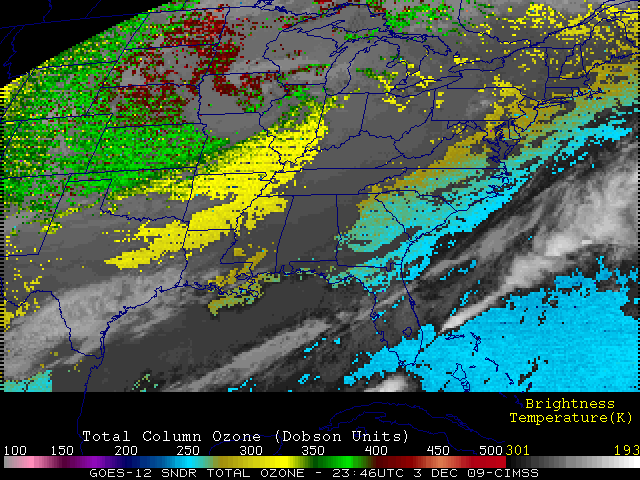 Brightness
Temperature(K)
Total Column Ozone (Dobson Units)
100 150 200 250 300 350 400 450 500 301 193
GOES-12 SNDR TOTAL OZONE - 23:46UTC 3 DEC 09-CIMSS